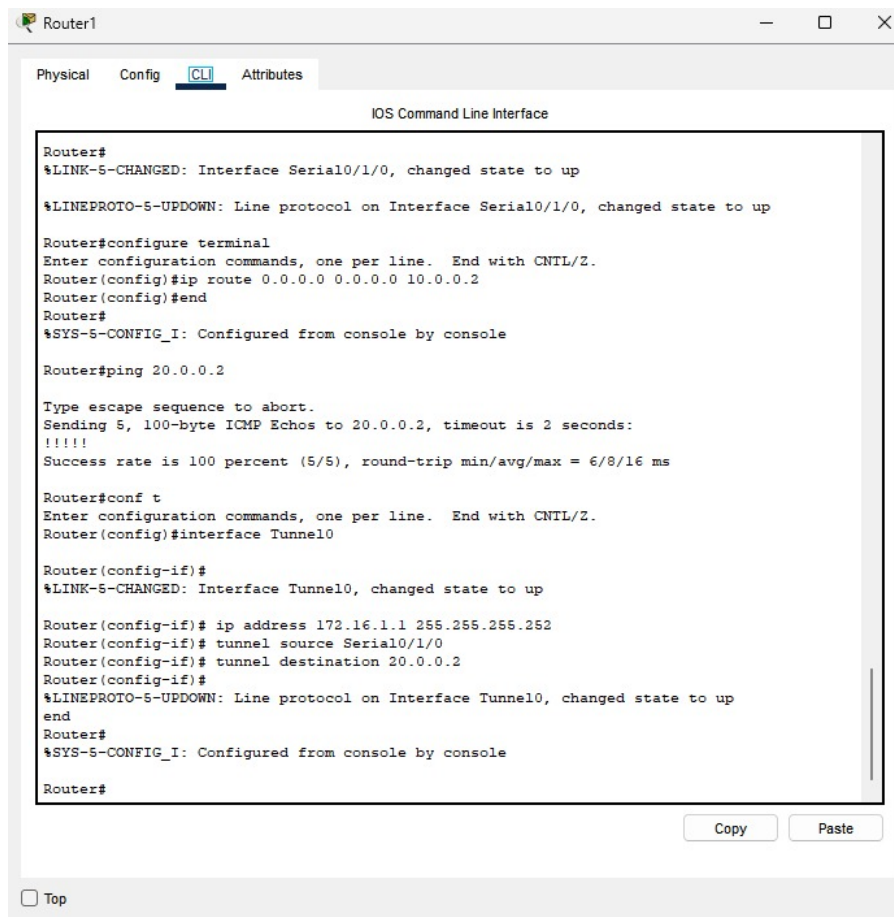 Router1
Physical Config CLI Attributes
IOS Command Line Interface
Router#
%LINK-5-CHANGED: Interface Serial0/1/0, changed state to up
%LINEPROTO-5-UPDOWN: Line protocol on Interface Serial0/1/0, changed state to up
Router#configure terminal
Enter configuration commands, one per line.  End with CNTL/Z.
Router(config)#ip route 0.0.0.0 0.0.0.0 10.0.0.2
Router(config)#end
Router#
%SYS-5-CONFIG_I: Configured from console by console
Router#ping 20.0.0.2
Type escape sequence to abort.
Sending 5, 100-byte ICMP Echos to 20.0.0.2, timeout is 2 seconds:
!!!!!
Success rate is 100 percent (5/5), round-trip min/avg/max = 6/8/16 ms
Router#conf t
Enter configuration commands, one per line.  End with CNTL/Z.
Router(config)#interface Tunnel0
Router(config-if)#
%LINK-5-CHANGED: Interface Tunnel0, changed state to up
Router(config-if)# ip address 172.16.1.1 255.255.255.252
Router(config-if)# tunnel source Serial0/1/0
Router(config-if)# tunnel destination 20.0.0.2
Router(config-if)#
%LINEPROTO-5-UPDOWN: Line protocol on Interface Tunnel0, changed state to up
end
Router#
%SYS-5-CONFIG_I: Configured from console by console
Router#
Copy Paste
Top